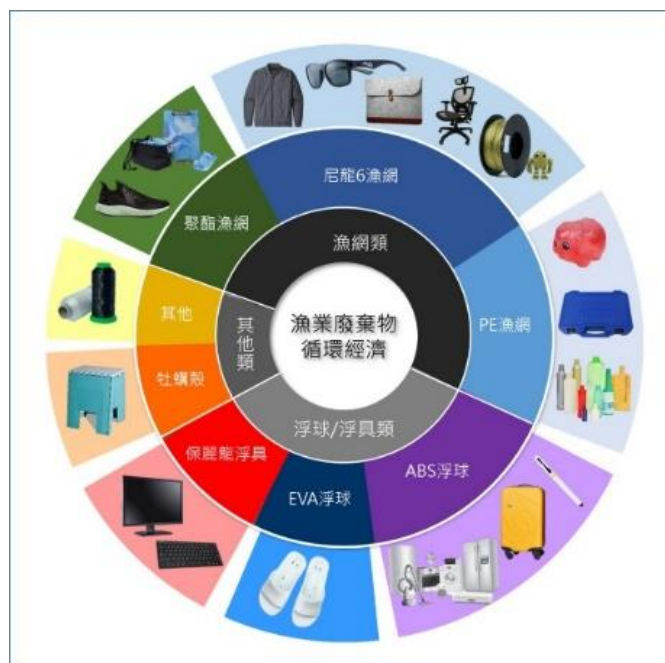 漁業廢棄物
循環經濟
漁網類
浮球/浮具類
其他類
尼龍6漁網
PE漁網
ABS浮球
EVA浮球
保麗龍浮具
牡蠣殼
其他
聚酯漁網